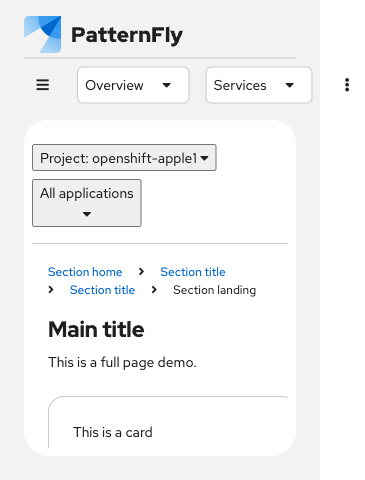 PatternFly
Overview
Services
Project: openshift-apple1
All applications
Section home
Section title
Section title
Section landing
Main title
This is a full page demo.
This is a card